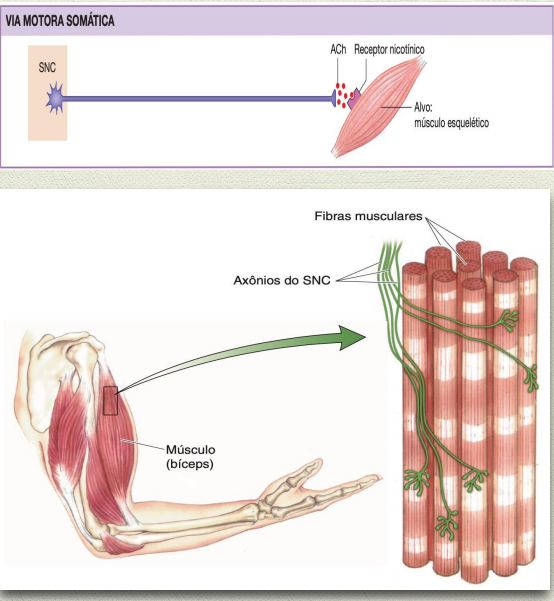 VIA MOTORA SOMÁTICA
ACh Receptor nicotínico
SNC
Alvo:
músculo esquelético
Fibras musculares
Axônios do SNC
Músculo
(bíceps)